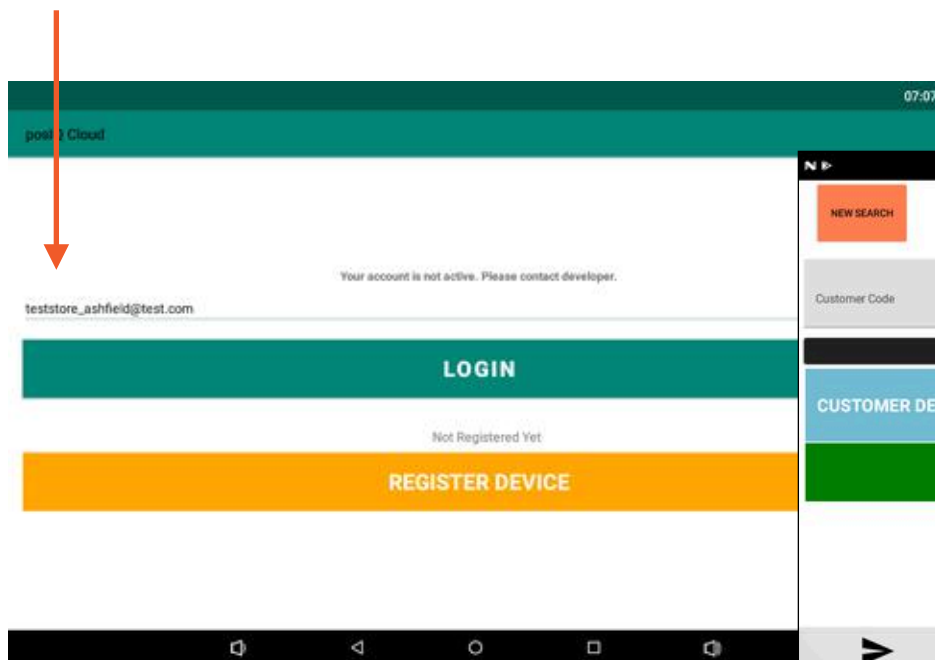 07:07
Cloud
NEW SEARCH
Your account is not active. Please contact developer.
teststore_ashfield@test.com
Customer Code
LOGIN
CUSTOMER DE
Not Registered Yet
REGISTER DEVICE